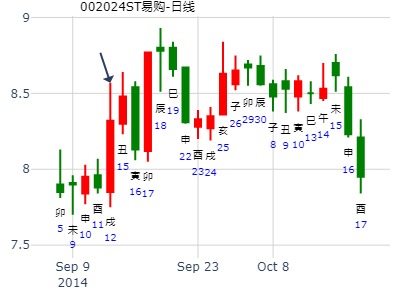 002024ST易购-日线
9
8.5
8
7.5
卯
5
未
9
申
10
酉
11
戌
12
丑
15
寅
16
卯
17
辰
18
巳
19
申
22
酉
23
戌
24
亥
25
子
26
卯
29
辰
30
子
8
丑
9
寅
10
巳
13
午
14
未
15
申
16
酉
17
Sep 9
2014
Sep 23
Oct 8